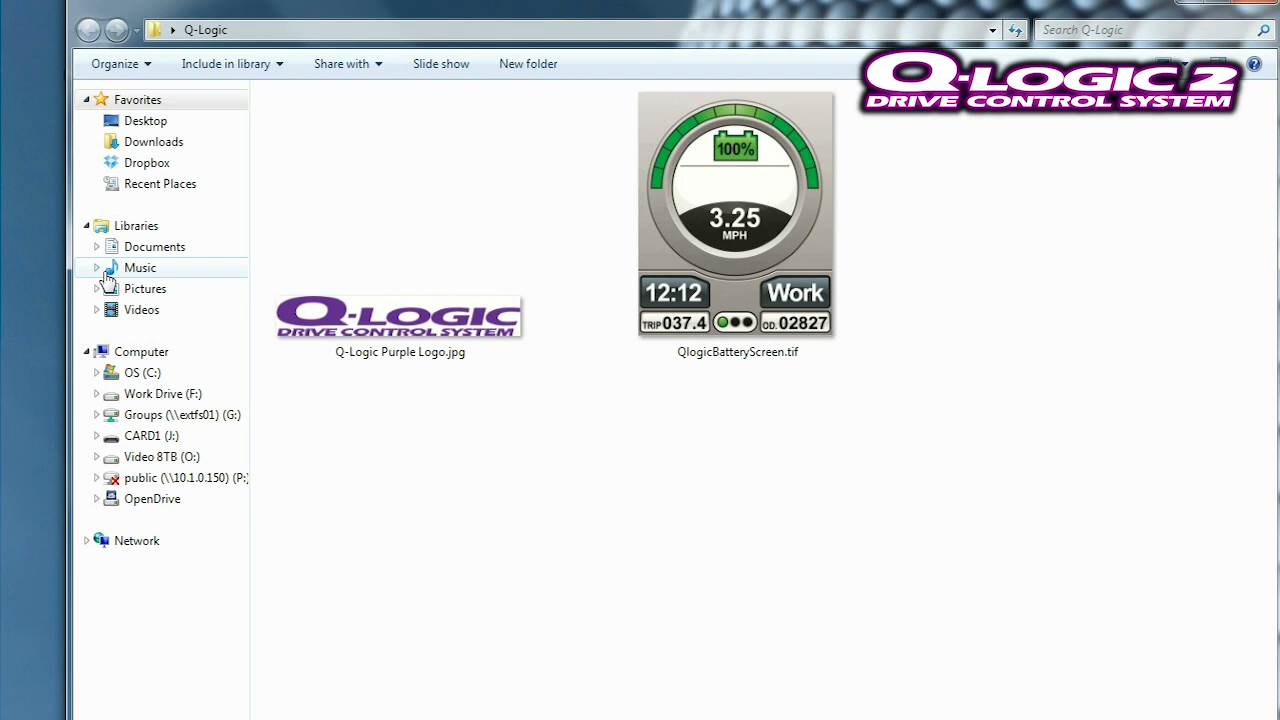 Q-Logic
Search Q-Logic
Organize
Include in library
Share with
Slide show
New folder
Q-LOGIC 2
DRIVE CONTROL SYSTEM
Favorites
Desktop
Downloads
Dropbox
Recent Places
Libraries
Documents
Music
Pictures
Videos
Computer
OS (C:)
Work Drive (F:)
Groups (\\extfs01) (G:)
CARD1 (J:)
Video 8TB (O:)
public (\\10.1.0.150) (P:)
OpenDrive
Network
Q-LOGIC
DRIVE CONTROL SYSTEM
Q-Logic Purple Logo.jpg
100%
3.25
MPH
12:12
Work
TRIP 037.4
OD. 02827
QlogicBatteryScreen.tif